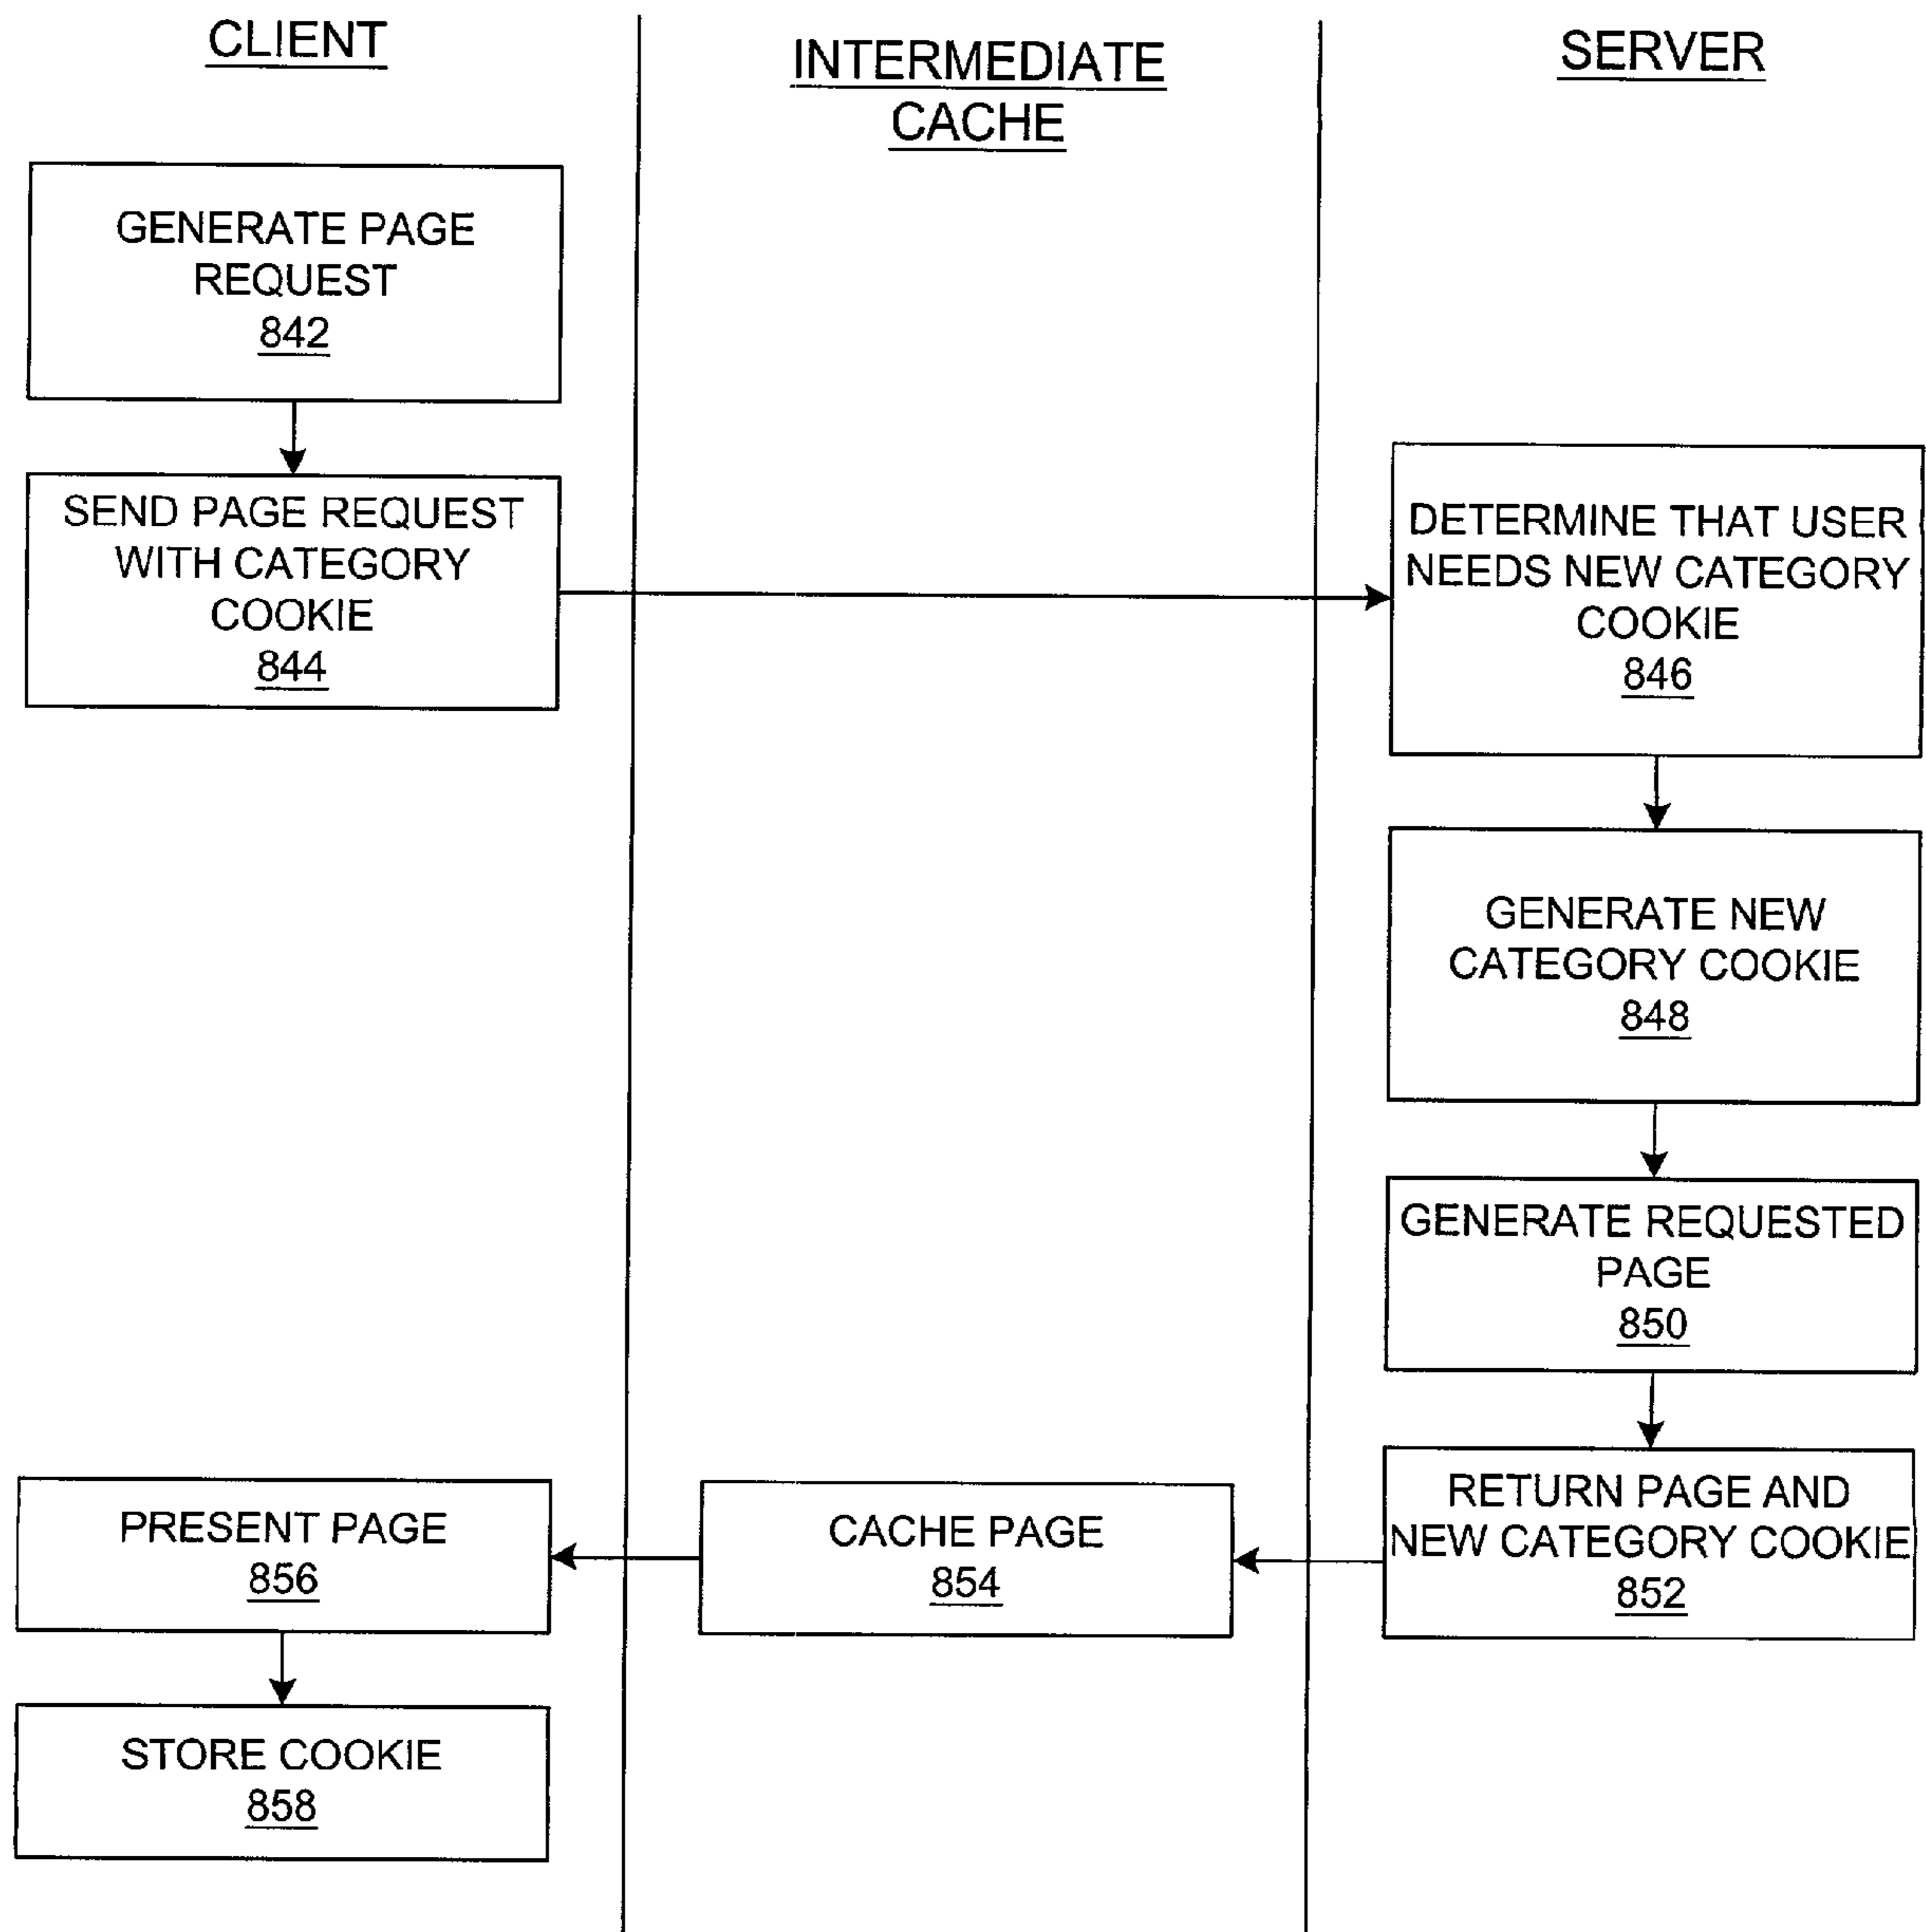 CLIENT
INTERMEDIATE
CACHE
SERVER
GENERATE PAGE
REQUEST
842
SEND PAGE REQUEST
WITH CATEGORY
COOKIE
844
DETERMINE THAT USER
NEEDS NEW CATEGORY
COOKIE
846
GENERATE NEW
CATEGORY COOKIE
848
GENERATE REQUESTED
PAGE
850
RETURN PAGE AND
NEW CATEGORY COOKIE
852
CACHE PAGE
854
PRESENT PAGE
856
STORE COOKIE
858